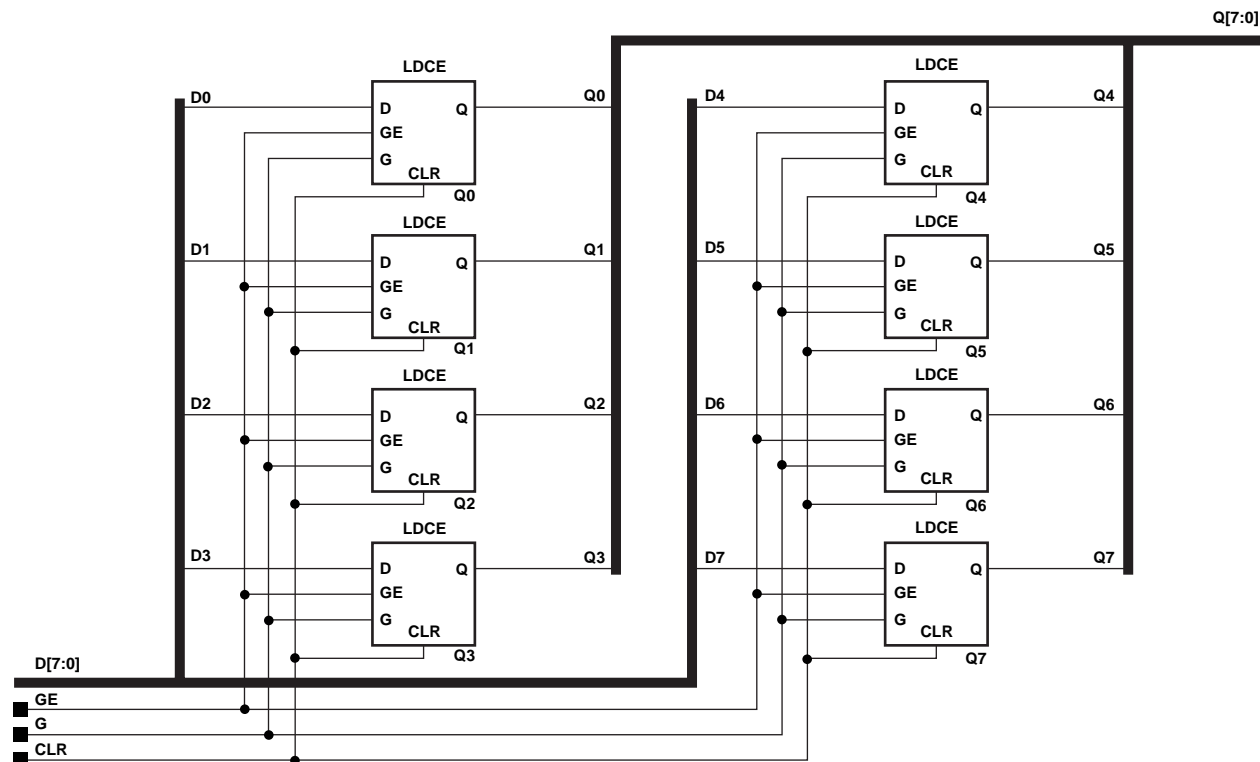 Q[7:0]
LDCE
D0
D
Q
Q0
GE
G
CLR
Q0
LDCE
D1
D
Q
Q1
GE
G
CLR
Q1
LDCE
D2
D
Q
Q2
GE
G
CLR
Q2
LDCE
D3
D
Q
Q3
GE
G
CLR
Q3
LDCE
D4
D
Q
Q4
GE
G
CLR
Q4
LDCE
D5
D
Q
Q5
GE
G
CLR
Q5
LDCE
D6
D
Q
Q6
GE
G
CLR
Q6
LDCE
D7
D
Q
Q7
GE
G
CLR
Q7
D[7:0]
GE
G
CLR